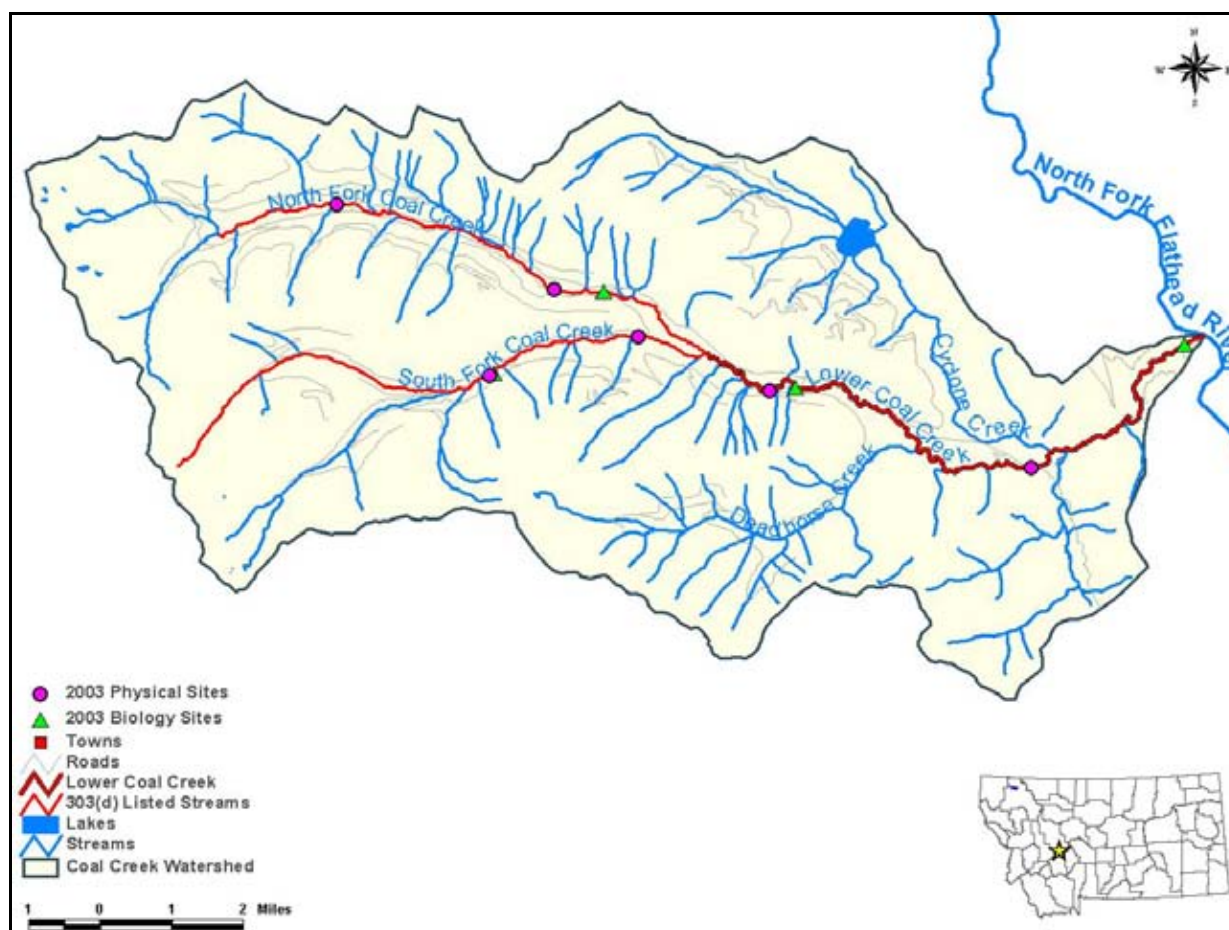 N
W
E
S
North Fork Flathead River
North Fork Coal Creek
South Fork Coal Creek
Lower Coal Creek
Cyclone Creek
Deadhorse Creek
2003 Physical Sites
2003 Biology Sites
Towns
Roads
Lower Coal Creek
303(d) Listed Streams
Lakes
Streams
Coal Creek Watershed
1 0 1 2 Miles